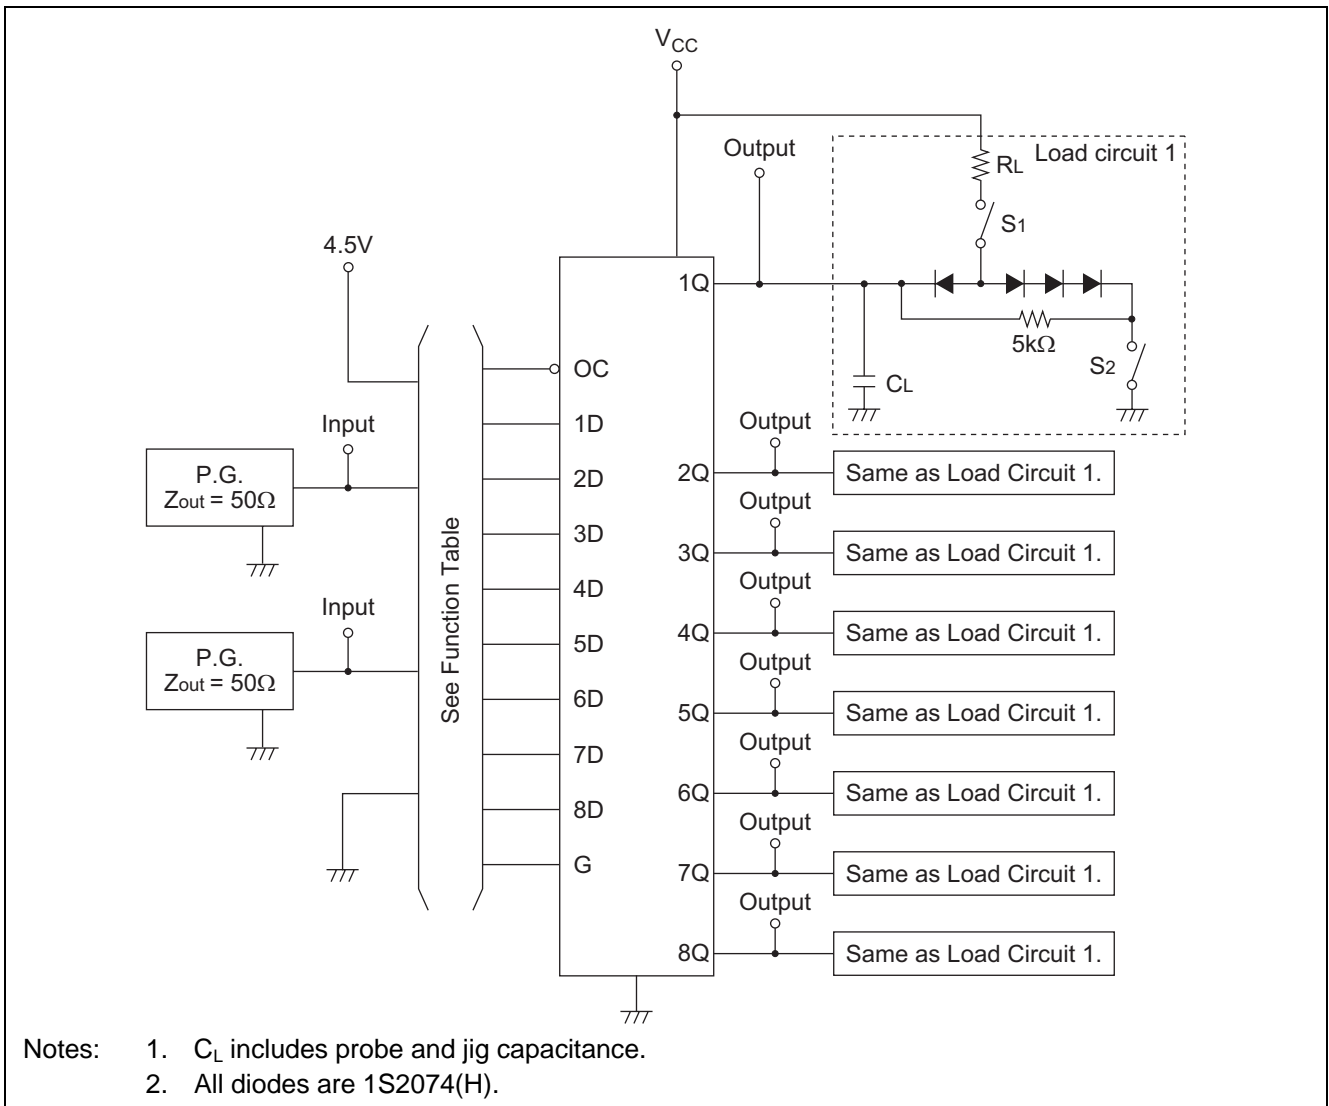 VCC
Output
Load circuit 1
RL
S1
4.5V
1Q
5kΩ
S2
OC
CL
1D
Input
Output
P.G.
Zout = 50Ω
2D
2Q
Same as Load Circuit 1.
Output
3D
3Q
Same as Load Circuit 1.
See Function Table
Output
4D
Input
4Q
Same as Load Circuit 1.
5D
P.G.
Zout = 50Ω
Output
6D
5Q
Same as Load Circuit 1.
Output
7D
6Q
Same as Load Circuit 1.
8D
Output
G
7Q
Same as Load Circuit 1.
Output
8Q
Same as Load Circuit 1.
Notes: 1. CL includes probe and jig capacitance.
2. All diodes are 1S2074(H).